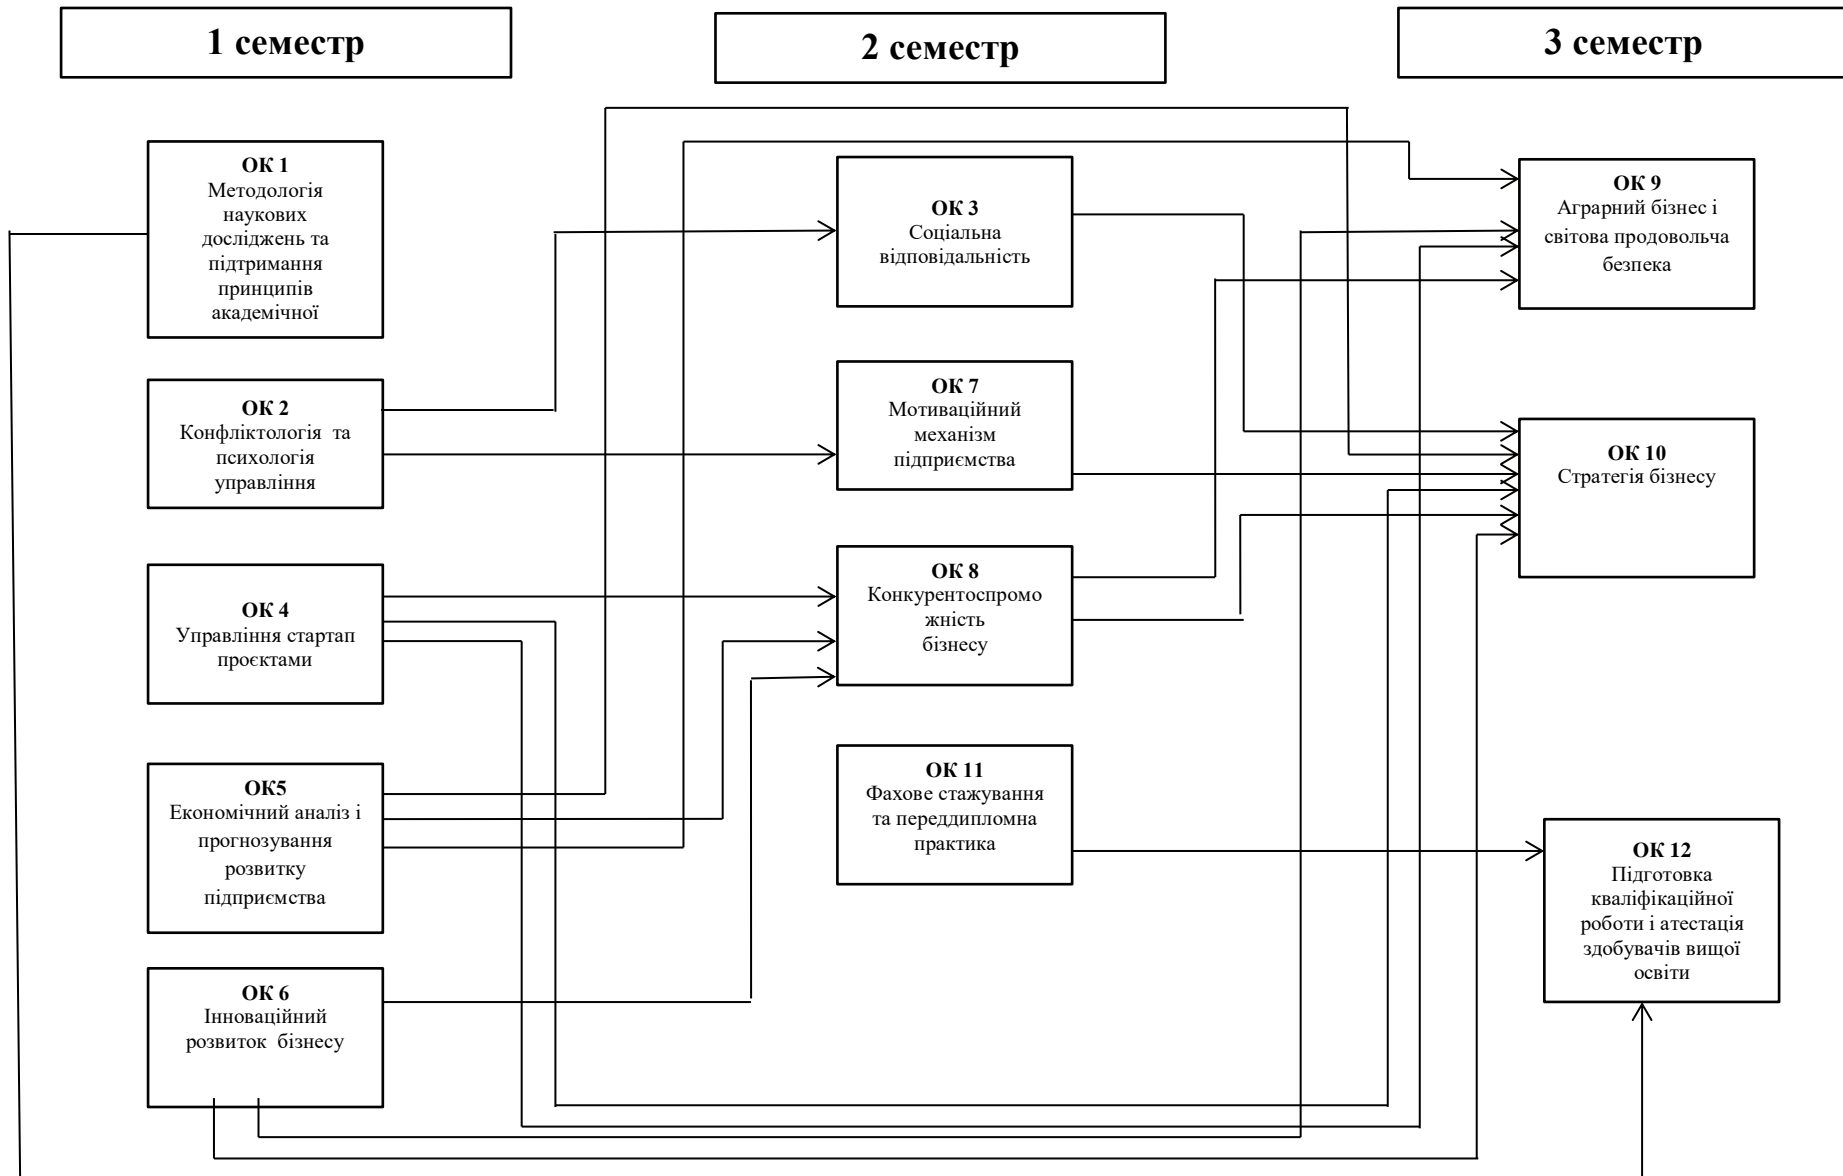 1 семестр
2 семестр
3 семестр
ОК 1
Методологія
наукових
досліджень та
підтримання
принципів
академічної
ОК 2
Конфліктологія та
психологія
управління
ОК 4
Управління стартап
проєктами
ОК5
Економічний аналіз і
прогнозування
розвитку
підприємства
ОК 6
Інноваційний
розвиток бізнесу
ОК 3
Соціальна
відповідальність
ОК 7
Мотиваційний
механізм
підприємства
ОК 8
Конкурентоспромо
жність
бізнесу
ОК 11
Фахове стажування
та переддипломна
практика
ОК 9
Аграрний бізнес і
світова продовольча
безпека
ОК 10
Стратегія бізнесу
ОК 12
Підготовка
кваліфікаційної
роботи і атестація
здобувачів вищої
освіти